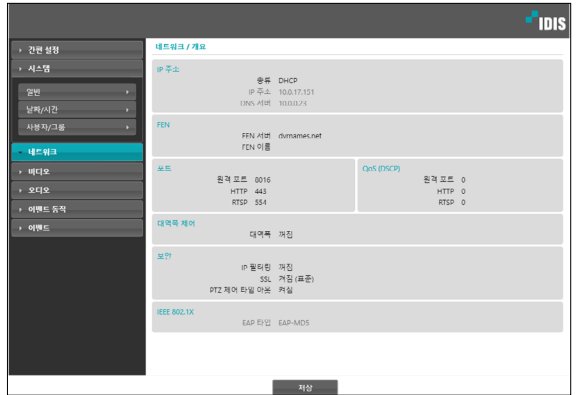 IDIS
간편 설정
시스템
일반
날짜/시간
사용자/그룹
네트워크
비디오
오디오
이벤트 동작
이벤트
네트워크 / 개요
IP 주소
종류 DHCP
IP 주소 10.0.17.151
DNS 서버 10.0.0.23
FEN
FEN 서버 dvrnames.net
FEN 이름
포트
원격 포트 8016
HTTP 443
RTSP 554
QoS (DSCP)
원격 포트 0
HTTP 0
RTSP 0
대역폭 제어
대역폭 꺼짐
보안
IP 필터링 꺼짐
SSL 켜짐 (표준)
PTZ 제어 타임 아웃 켜짐
IEEE 802.1X
EAP 타입 EAP-MD5
저장